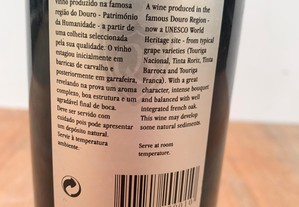 Vinho produzido na famosa
região do Douro - Património
da Humanidade - a partir de
uma colheita seleccionada
pela sua qualidade. O vinho
estagiou inicialmente em
barricas de carvalho e
posteriormente em garrafeira,
revelando na prova um aroma
complexo, boa estrutura e um
agradável final de boca.
Deve ser servido com
cuidado pois pode apresentar
um depósito natural.
Servir à temperatura
ambiente.
A wine produced in the
famous Douro Region -
now a UNESCO World
Heritage site - from typical
grape varieties (Touriga
Nacional, Tinta Roriz, Tinta
Barroca and Touriga
Franca). With a great
character, intense bouquet
and balanced with well
integrated french oak.
This wine may develop
some natural sediments.
Serve at room
temperature.